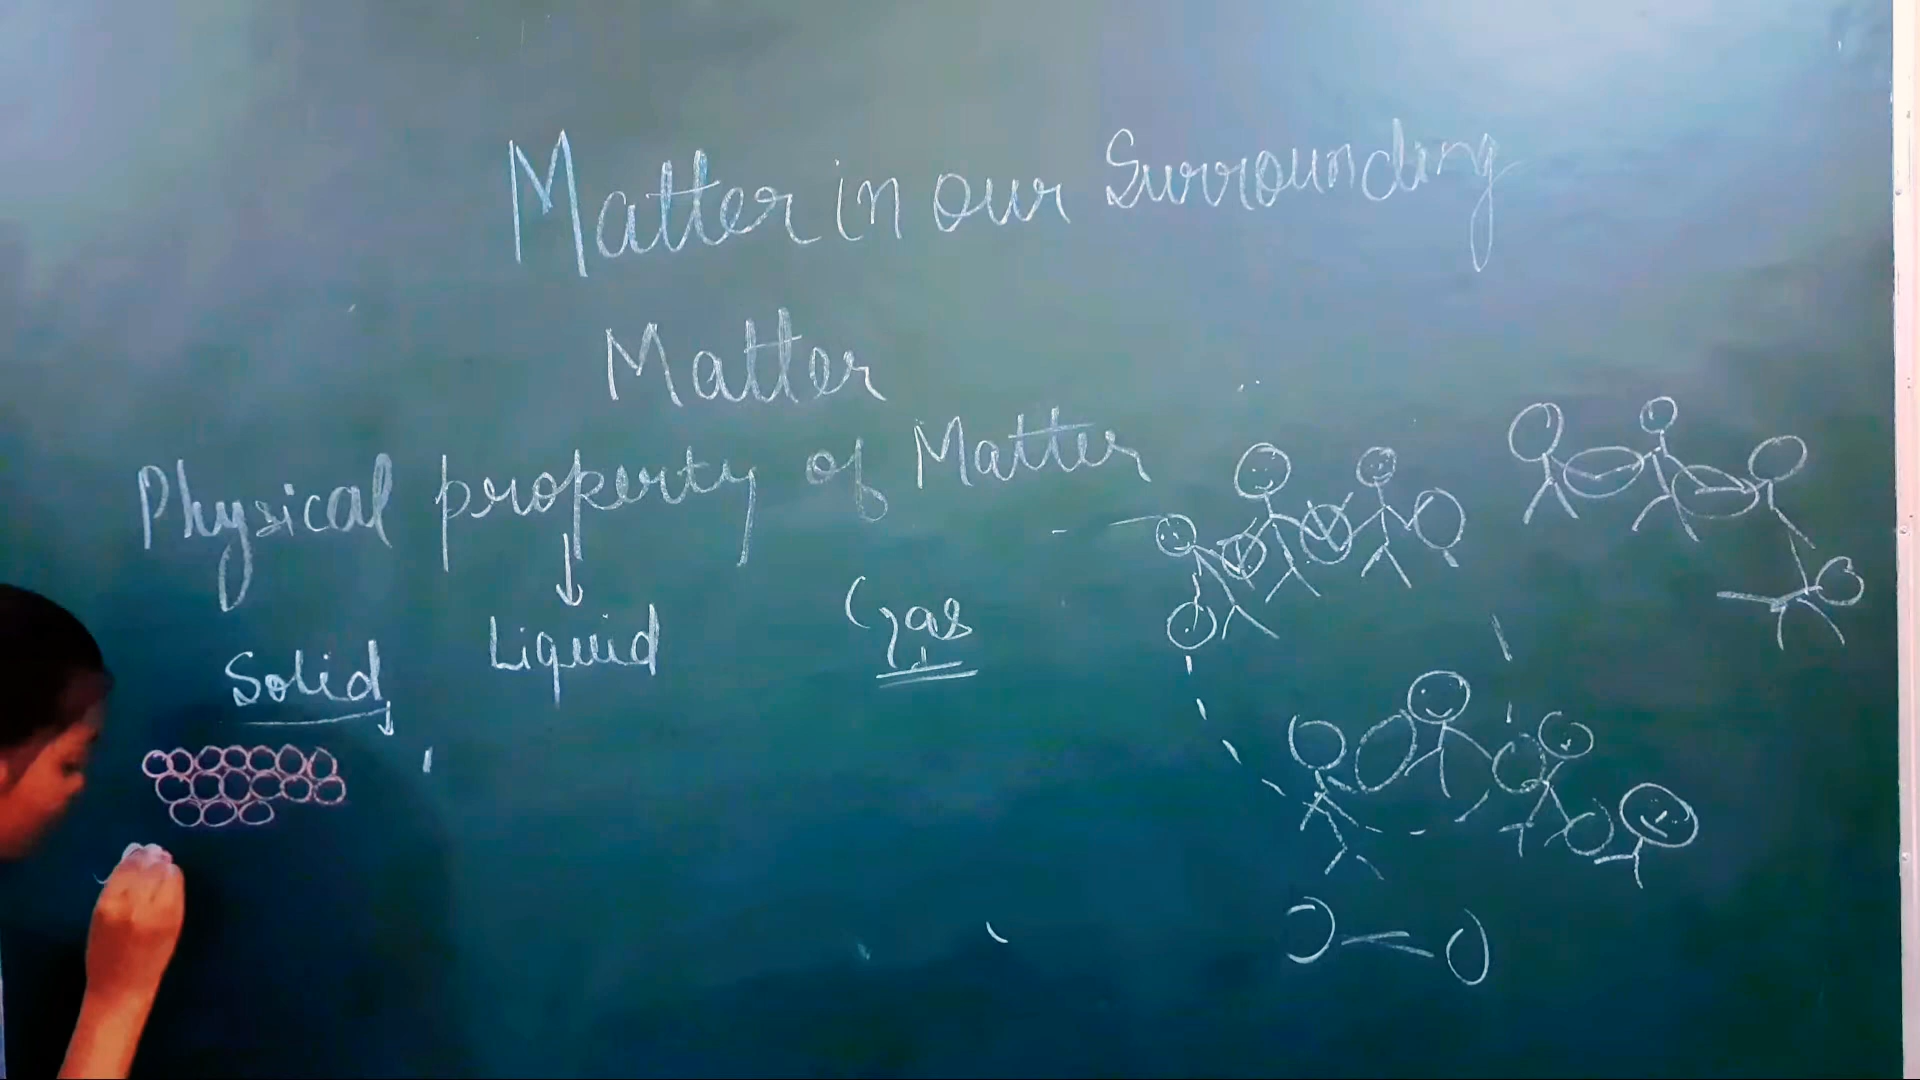 Matter in our Surrounding
Matter
Physical property of Matter
Solid Liquid Gas